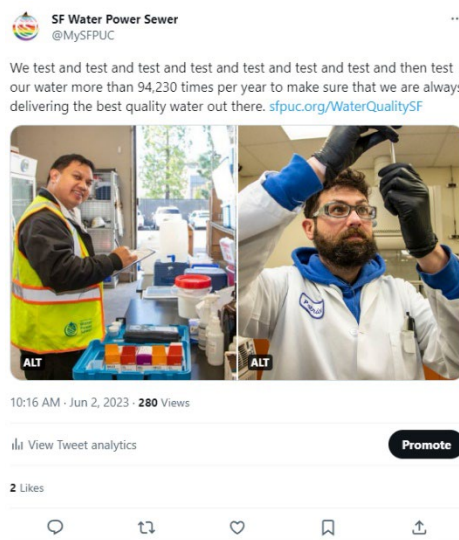 SF Water Power Sewer
@MySFPUC
We test and test and test and test and test and test and test and then test
our water more than 94,230 times per year to make sure that we are always
delivering the best quality water out there. sfpuc.org/WaterQualitySF
ALT
ALT
10:16 AM · Jun 2, 2023 · 280 Views
View Tweet analytics
Promote
2 Likes